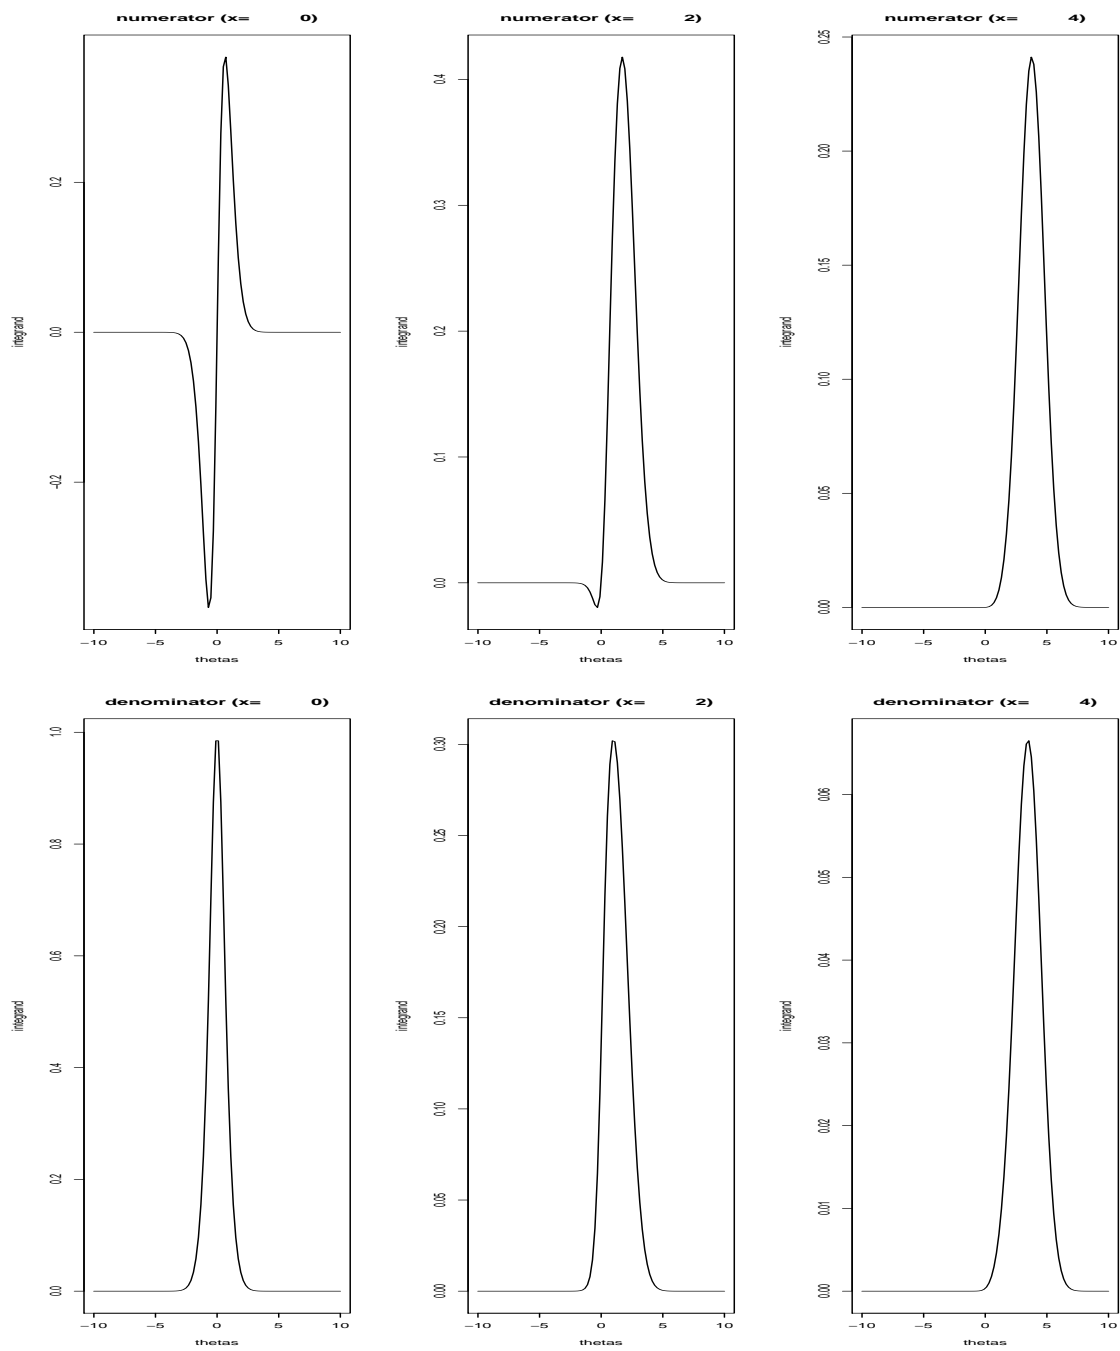 numerator (x= 0)
integrand
0.2
0.0
−0.2
−10 −5 0 5 10
thetas
numerator (x= 2)
integrand
0.4
0.3
0.2
0.1
0.0
−10 −5 0 5 10
thetas
numerator (x= 4)
integrand
0.25
0.20
0.15
0.10
0.05
0.00
−10 −5 0 5 10
thetas
denominator (x= 0)
integrand
1.0
0.8
0.6
0.4
0.2
0.0
−10 −5 0 5 10
thetas
denominator (x= 2)
integrand
0.30
0.25
0.20
0.15
0.10
0.05
0.00
−10 −5 0 5 10
thetas
denominator (x= 4)
integrand
0.06
0.05
0.04
0.03
0.02
0.01
0.00
−10 −5 0 5 10
thetas